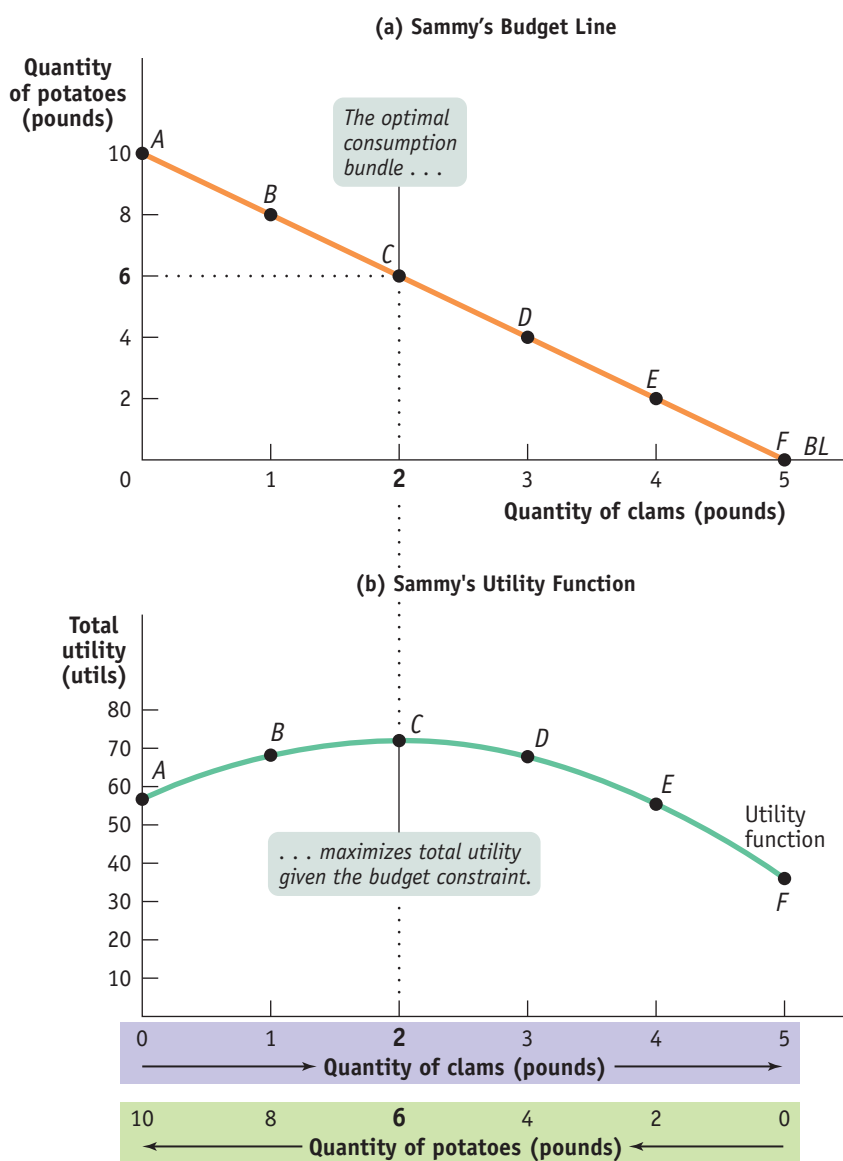 (a) Sammy’s Budget Line
Quantity
of potatoes
(pounds)
The optimal
consumption
bundle . . .
A
10
B
8
C
6
D
4
E
2
F BL
0 1 2 3 4 5
Quantity of clams (pounds)
(b) Sammy's Utility Function
Total
utility
(utils)
80
70
60
50
40
30
20
10
A
B
C
D
E
Utility
function
F
. . . maximizes total utility
given the budget constraint.
0 1 2 3 4 5
Quantity of clams (pounds)
10 8 6 4 2 0
Quantity of potatoes (pounds)